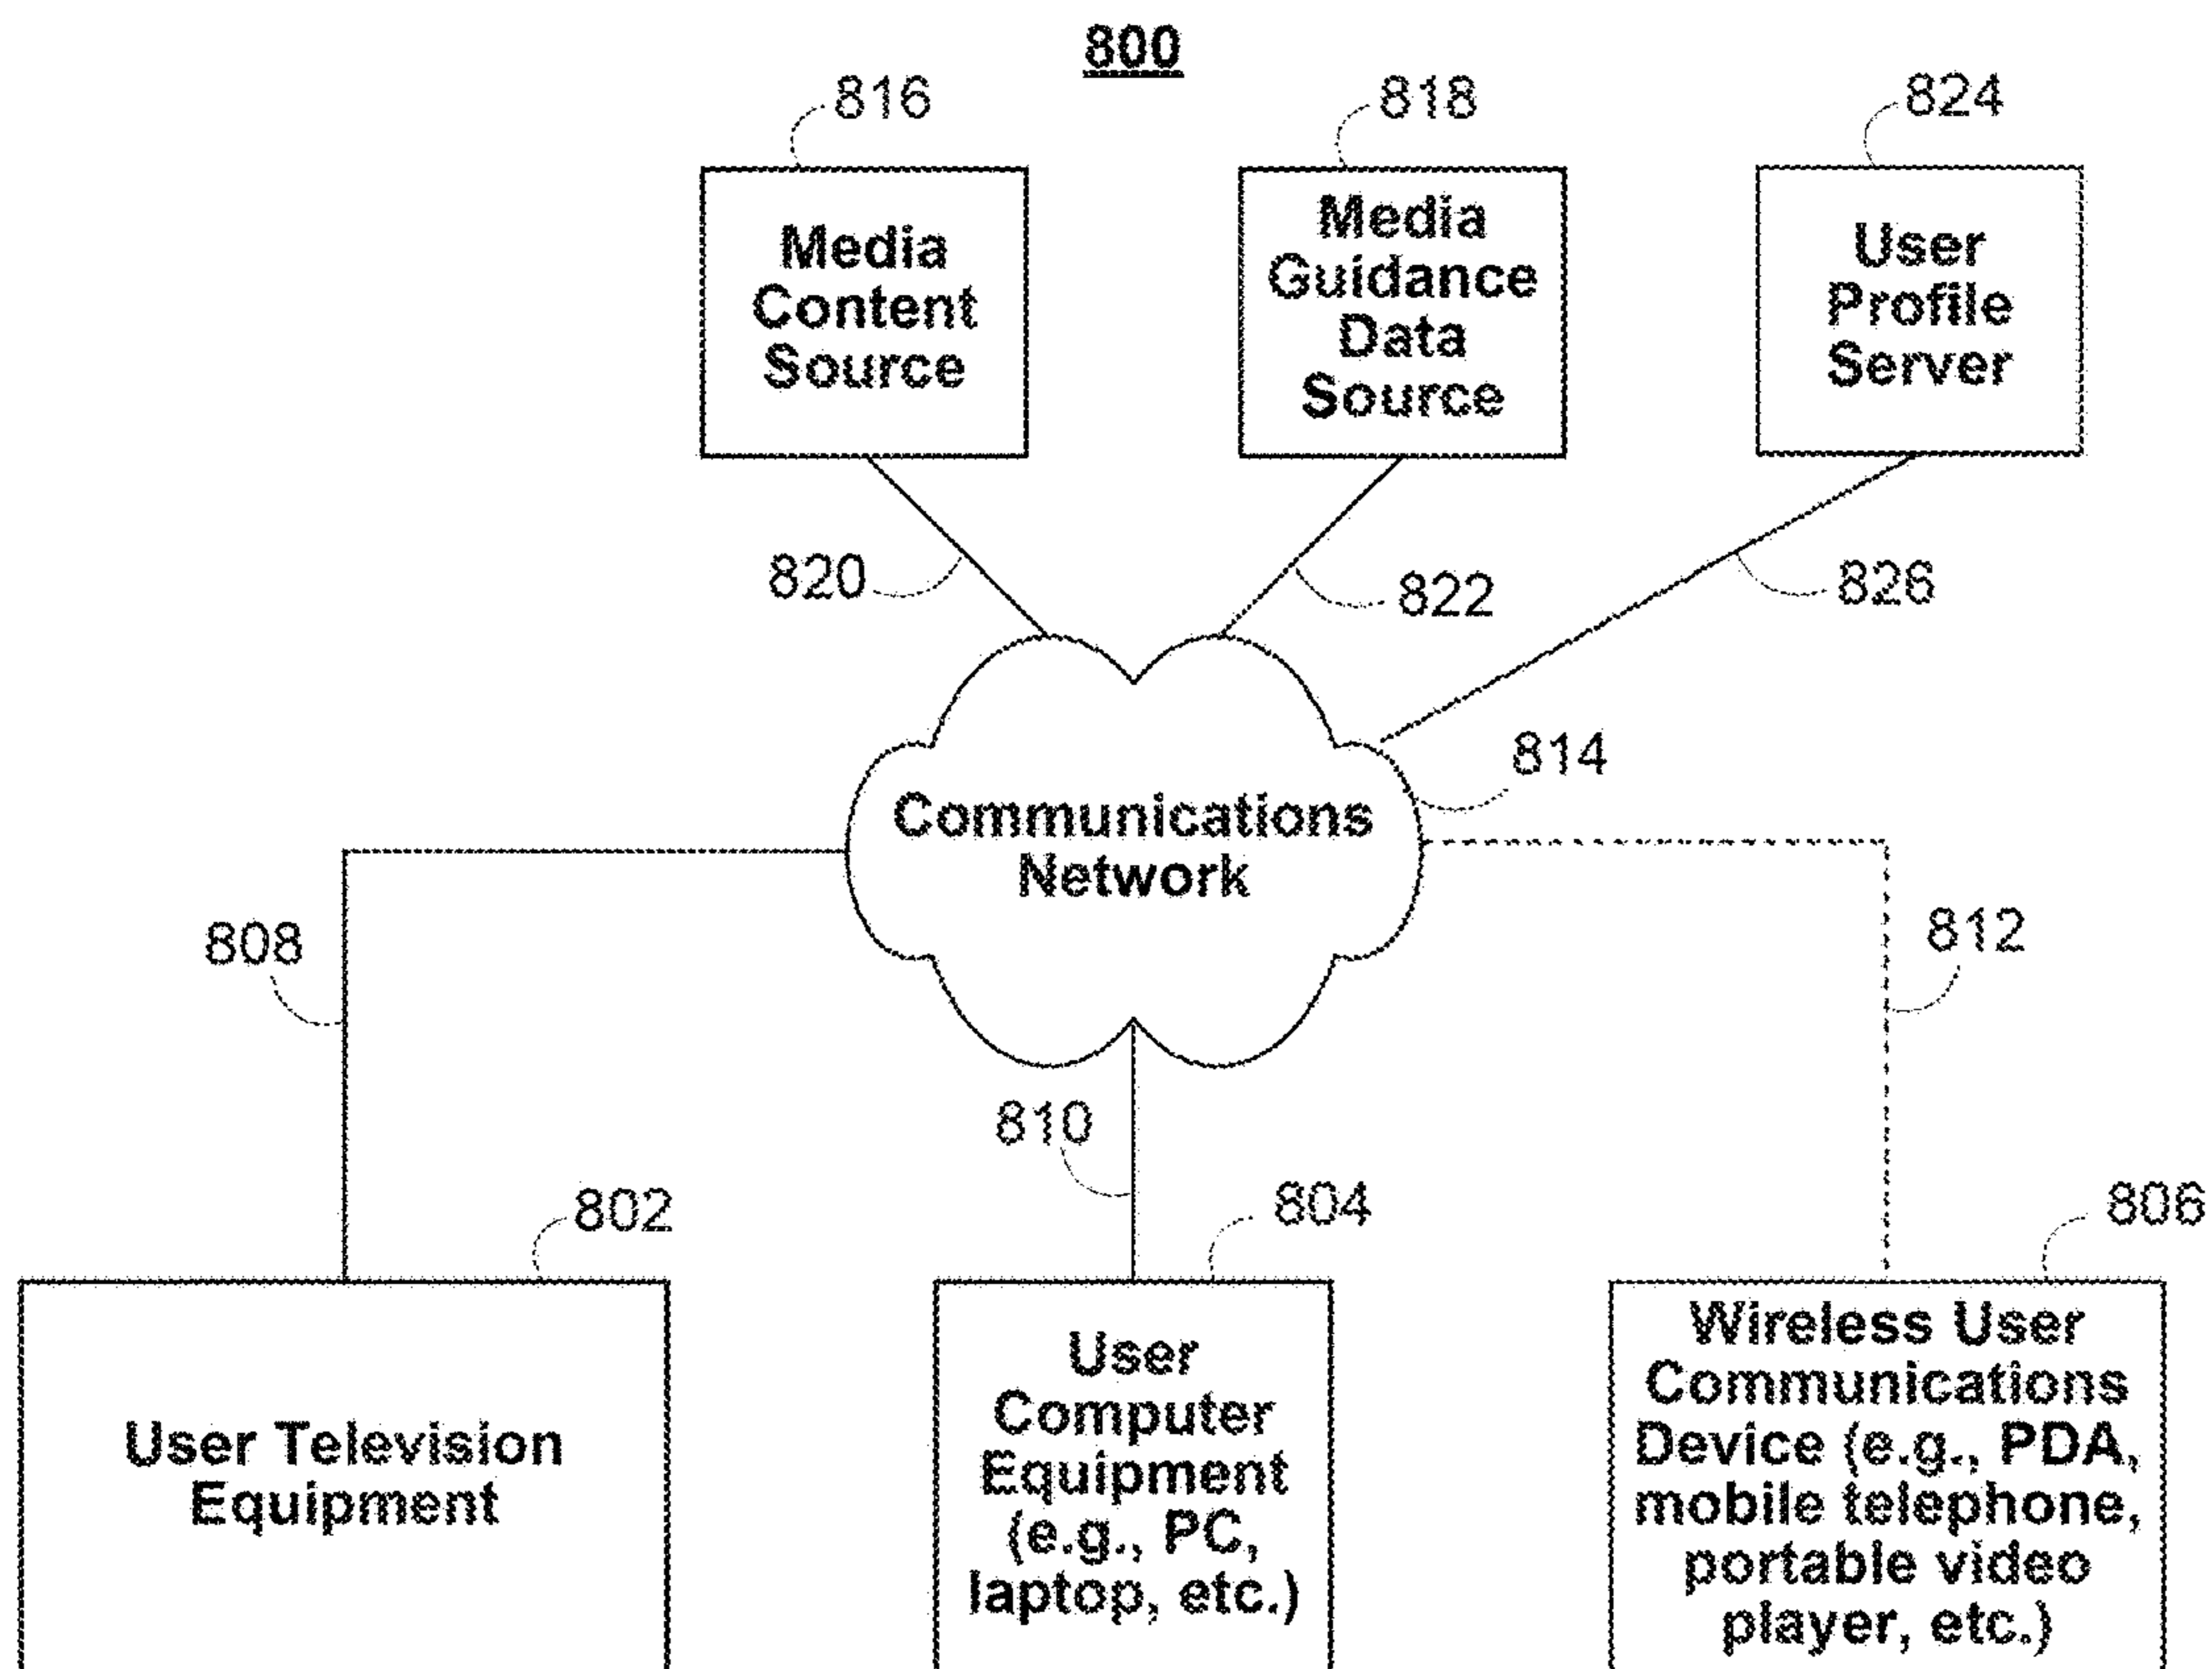 800
816
818
824
Media
Content
Source
Media
Guidance
Data
Source
User
Profile
Server
820
822
826
814
Communications
Network
808
812
810
802
804
806
User Television
Equipment
User
Computer
Equipment
(e.g., PC,
laptop, etc.)
Wireless User
Communications
Device (e.g., PDA,
mobile telephone,
portable video
player, etc.)